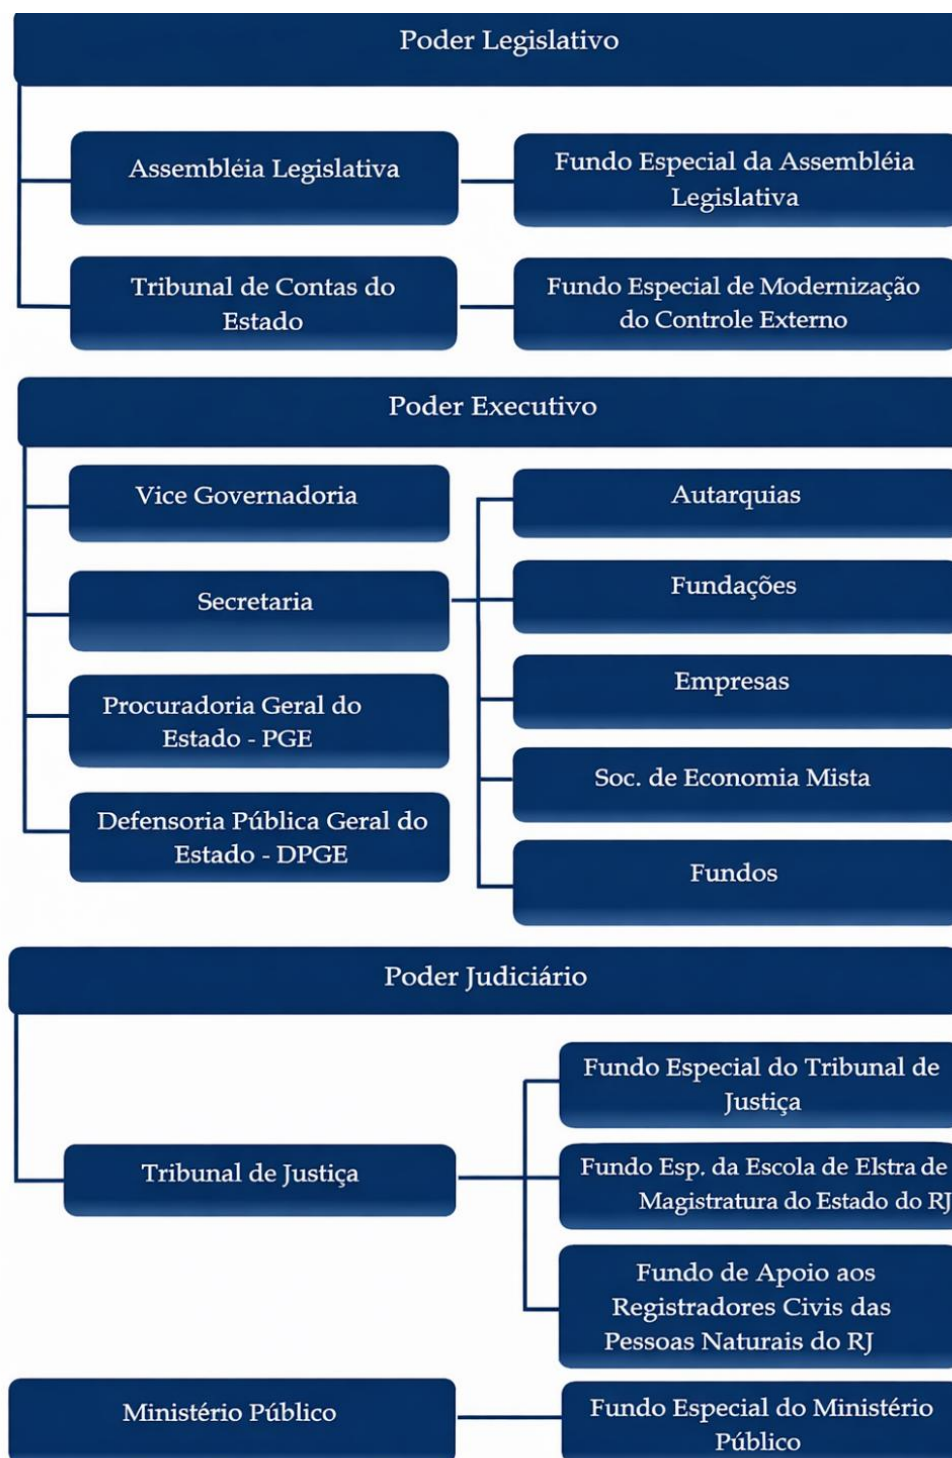 Poder Legislativo
Assembléia Legislativa
Fundo Especial da Assembléia
Legislativa
Tribunal de Contas do
Estado
Fundo Especial de Modernização
do Controle Externo
Poder Executivo
Vice Governadoria
Secretaria
Procuradoria Geral do
Estado - PGE
Defensoria Pública Geral do
Estado - DPGE
Autarquias
Fundações
Empresas
Soc. de Economia Mista
Fundos
Poder Judiciário
Tribunal de Justiça
Fundo Especial do Tribunal de
Justiça
Fundo Esp. da Escola de Elstra de
Magistratura do Estado do RJ
Fundo de Apoio aos
Registradores Civis das
Pessoas Naturais do RJ
Ministério Público
Fundo Especial do Ministério
Público